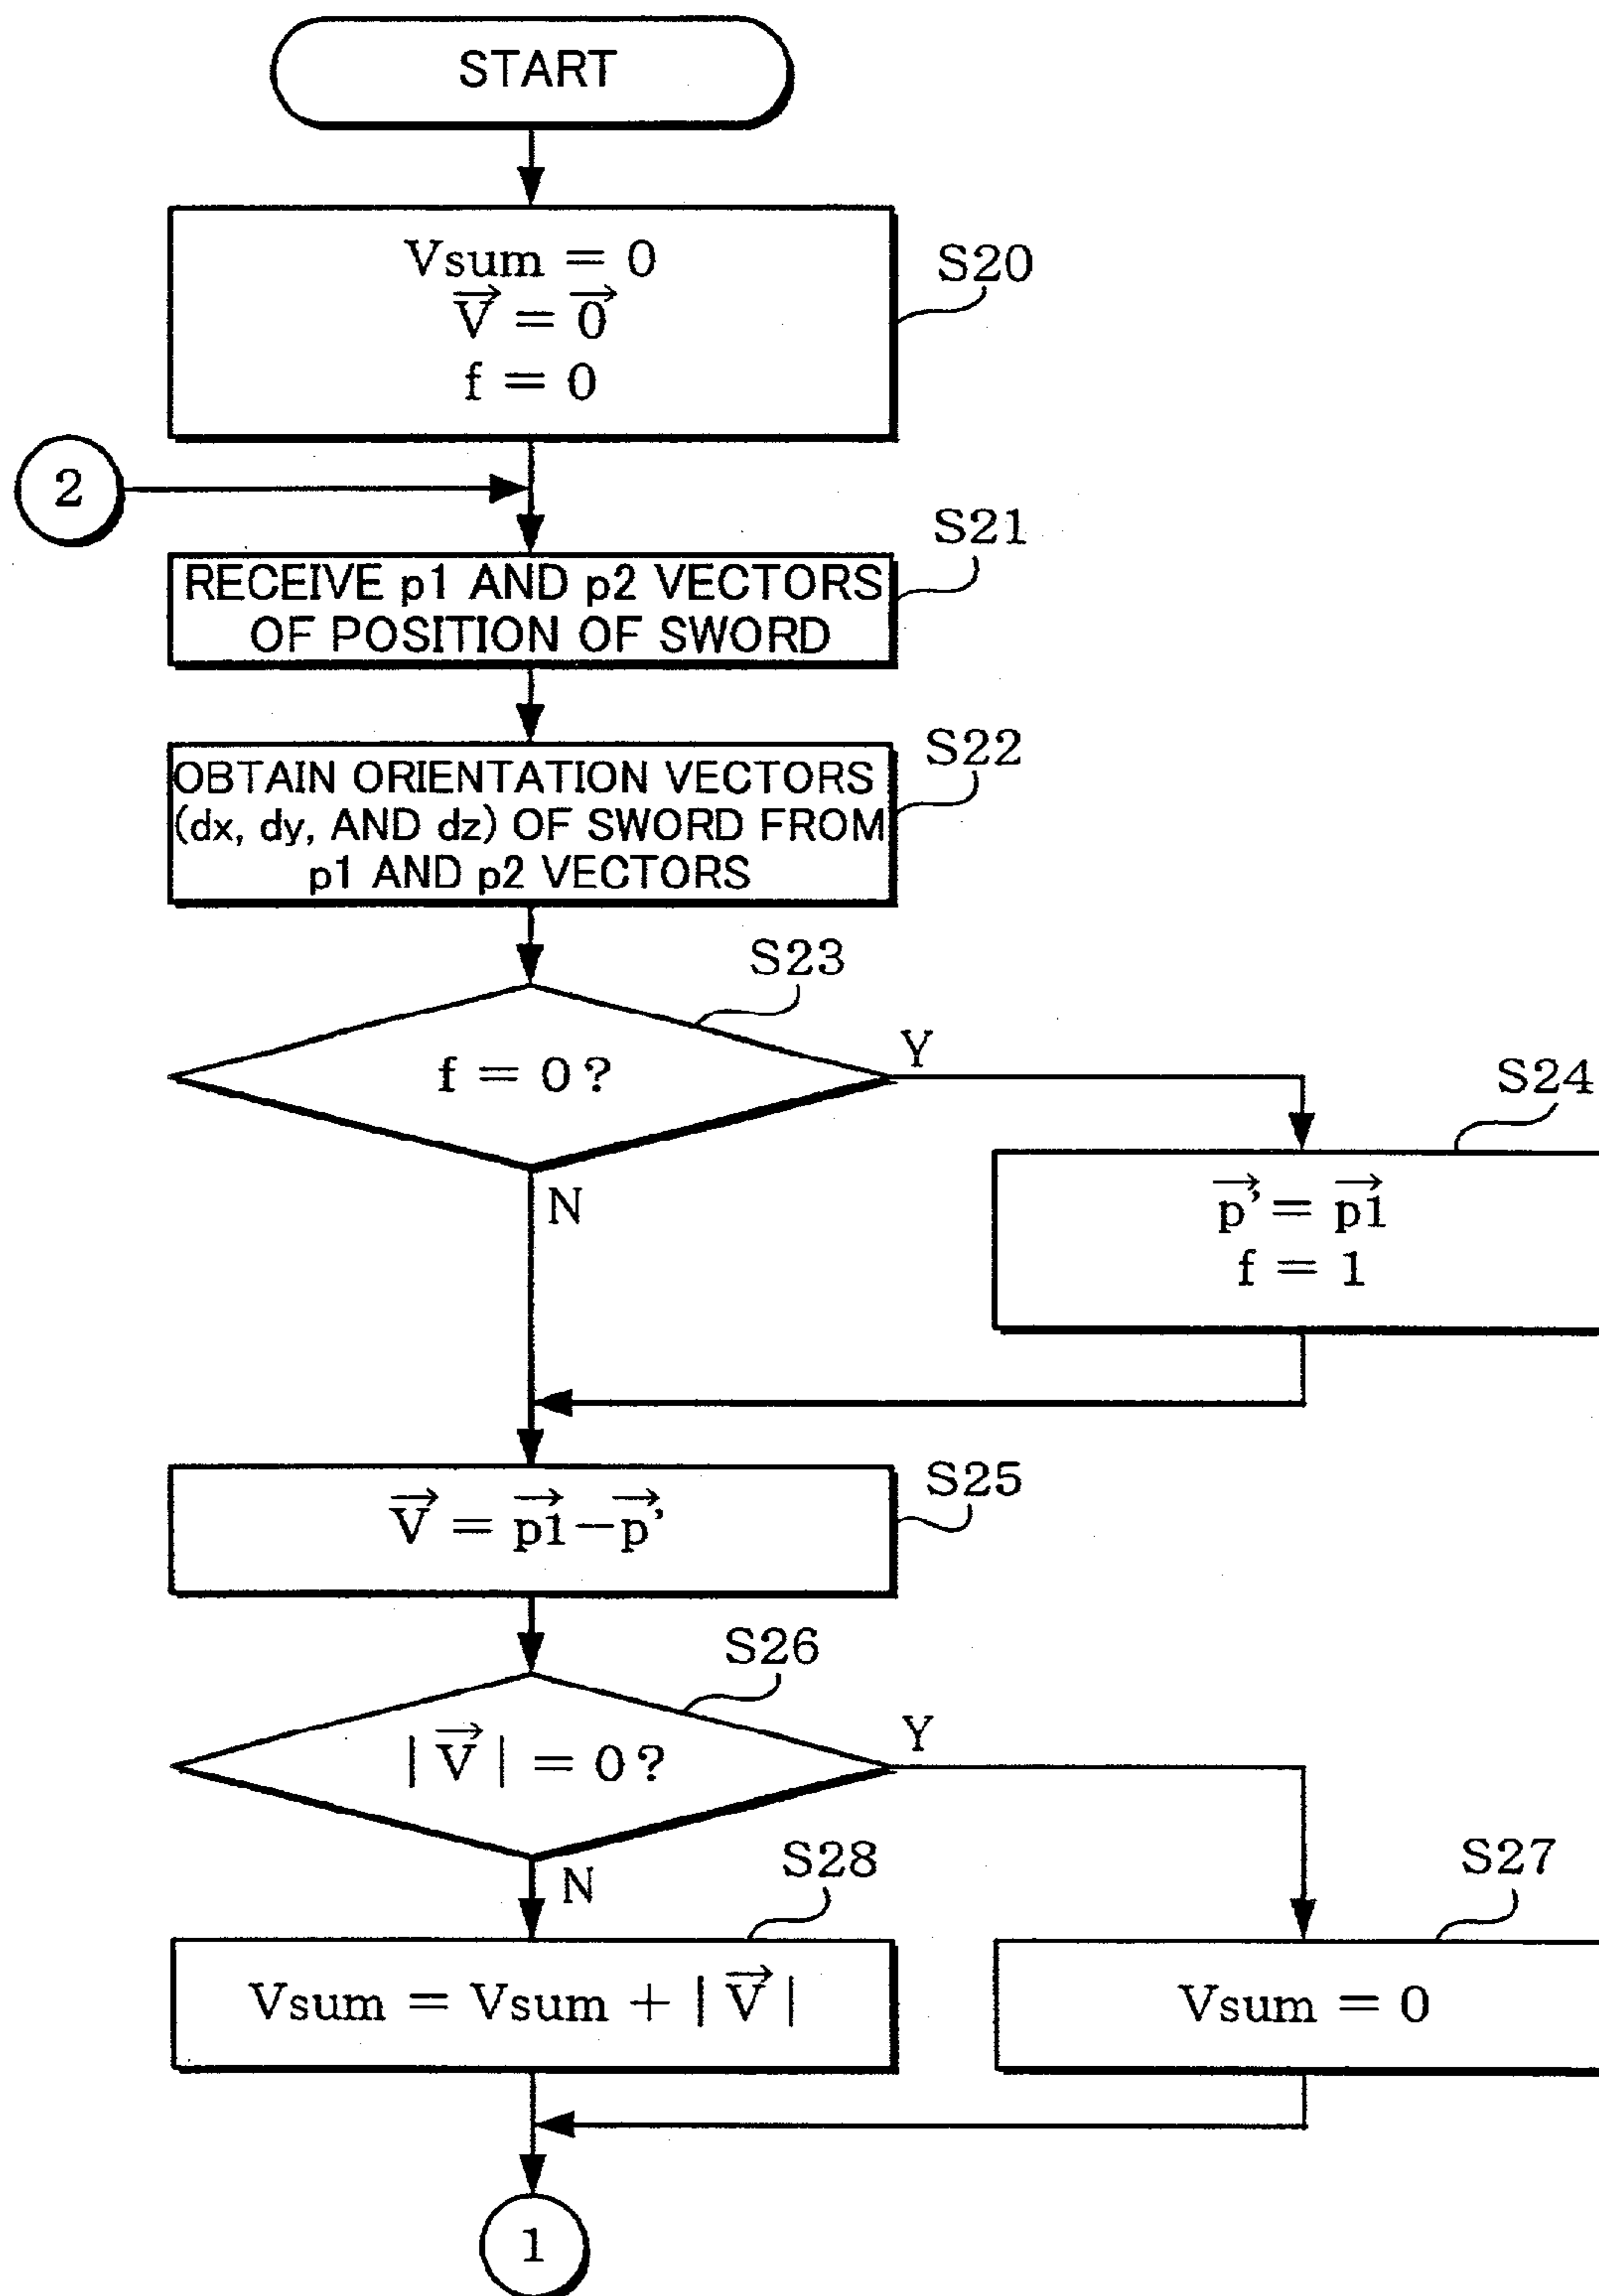 START
Vsum = 0
V⃗ = 0⃗
f = 0
S20
2
S21
RECEIVE p1 AND p2 VECTORS
OF POSITION OF SWORD
S22
OBTAIN ORIENTATION VECTORS
(dx, dy, AND dz) OF SWORD FROM
p1 AND p2 VECTORS
S23
f = 0?
Y
N
S24
p⃗' = p1⃗
f = 1
S25
V⃗ = p1⃗ − p⃗'
S26
| V⃗ | = 0?
Y
N
S28
Vsum = Vsum + | V⃗ |
S27
Vsum = 0
1